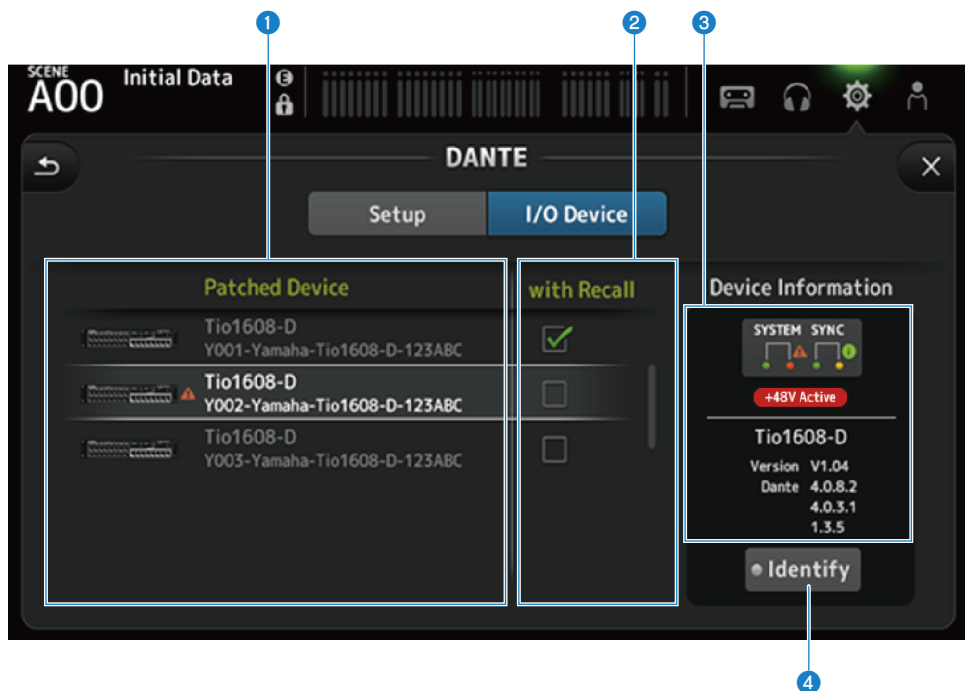 1
2
3
SCENE
A00
Initial Data
E
DANTE
Setup
I/O Device
Patched Device
with Recall
Device Information
Tio1608-D
Y001-Yamaha-Tio1608-D-123ABC
Tio1608-D
Y002-Yamaha-Tio1608-D-123ABC
Tio1608-D
Y003-Yamaha-Tio1608-D-123ABC
SYSTEM SYNC
+48V Active
Tio1608-D
Version V1.04
Dante 4.0.8.2
4.0.3.1
1.3.5
Identify
4